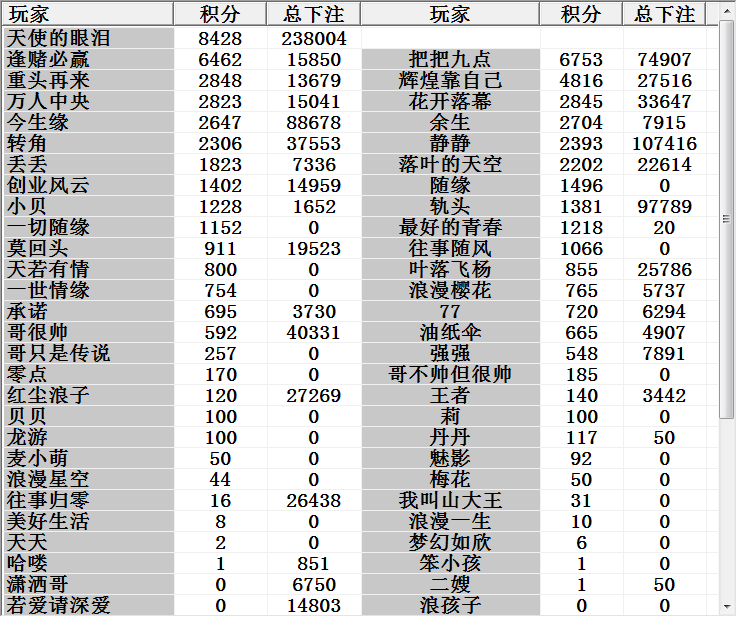 玩家 积分 总下注 玩家 积分 总下注
天使的眼泪 8428 238004
逢赌必赢 6462 15850 把把九点 6753 74907
重头再来 2848 13679 辉煌靠自己 4816 27516
万人中央 2823 15041 花开落幕 2845 33647
今生缘 2647 88678 余生 2704 7915
转角 2306 37553 静静 2393 107416
丢丢 1823 7336 落叶的天空 2202 22614
创业风云 1402 14959 随缘 1496 0
小贝 1228 1652 轨头 1381 97789
一切随缘 1152 0 最好的青春 1218 20
莫回头 911 19523 往事随风 1066 0
天若有情 800 0 叶落飞杨 855 25786
一世情缘 754 0 浪漫樱花 765 5737
承诺 695 3730 77 720 6294
哥很帅 592 40331 油纸伞 665 4907
哥只是传说 257 0 强强 548 7891
零点 170 0 哥不帅但很帅 185 0
红尘浪子 120 27269 王者 140 3442
贝贝 100 0 莉 100 0
龙游 100 0 丹丹 117 50
麦小萌 50 0 魅影 92 0
浪漫星空 44 0 梅花 50 0
往事归零 16 26438 我叫山大王 31 0
美好生活 8 0 浪漫一生 10 0
天天 2 0 梦幻如欣 6 0
哈喽 1 851 笨小孩 1 0
潇洒哥 0 6750 二嫂 1 50
若爱请深爱 0 14803 浪孩子 0 0